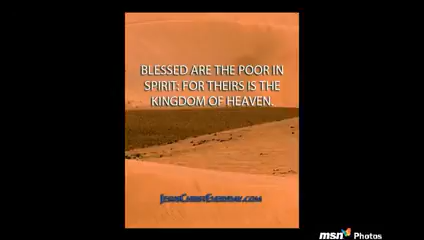 BLESSED ARE THE POOR IN
SPIRIT: FOR THEIRS IS THE
KINGDOM OF HEAVEN.
JesusChristEveryday.com
msn Photos